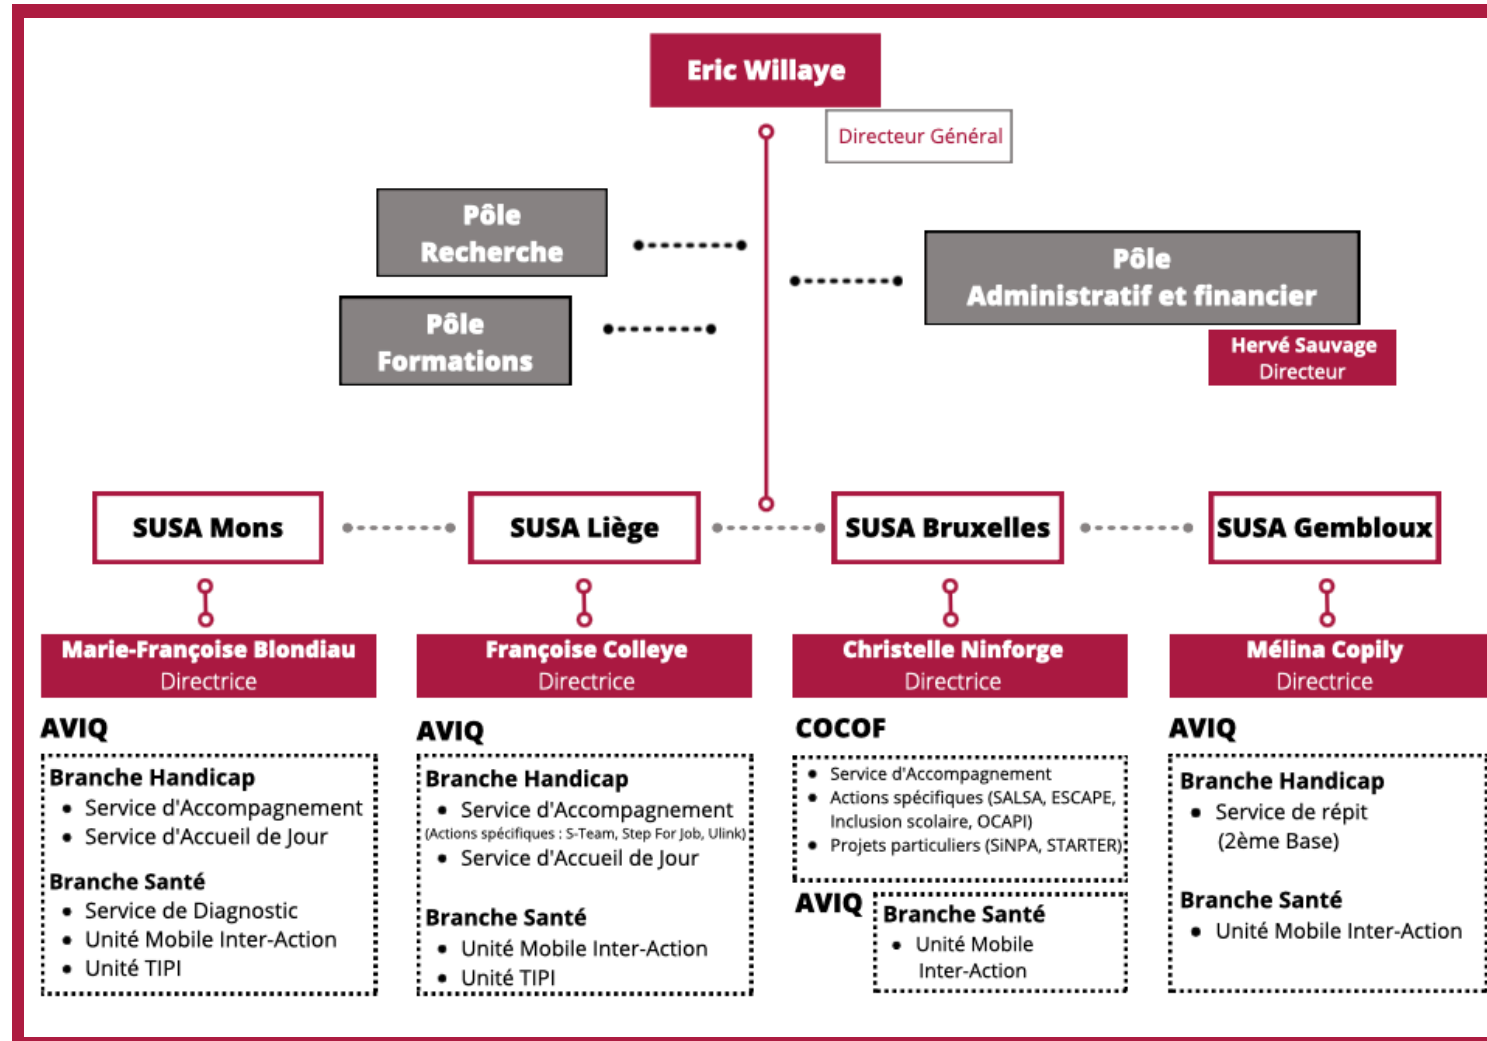 Eric Willaye
Directeur Général
Pôle
Recherche
Pôle
Formations
Pôle
Administratif et financier
Hervé Sauvage
Directeur
SUSA Mons
SUSA Liège
SUSA Bruxelles
SUSA Gembloux
Marie-Françoise Blondiau
Directrice
AVIQ
Branche Handicap
• Service d'Accompagnement
• Service d'Accueil de Jour
Branche Santé
• Service de Diagnostic
• Unité Mobile Inter-Action
• Unité TIPI
Françoise Colleye
Directrice
AVIQ
Branche Handicap
• Service d'Accompagnement
(Actions spécifiques : S-Team, Step For Job, Ulink)
• Service d'Accueil de Jour
Branche Santé
• Unité Mobile Inter-Action
• Unité TIPI
Christelle Ninforge
Directrice
COCOF
• Service d'Accompagnement
• Actions spécifiques (SALSA, ESCAPE,
Inclusion scolaire, OCAPI)
• Projets particuliers (SiNPA, STARTER)
AVIQ
Branche Santé
• Unité Mobile
Inter-Action
Mélina Copily
Directrice
AVIQ
Branche Handicap
• Service de répit
(2ème Base)
Branche Santé
• Unité Mobile Inter-Action